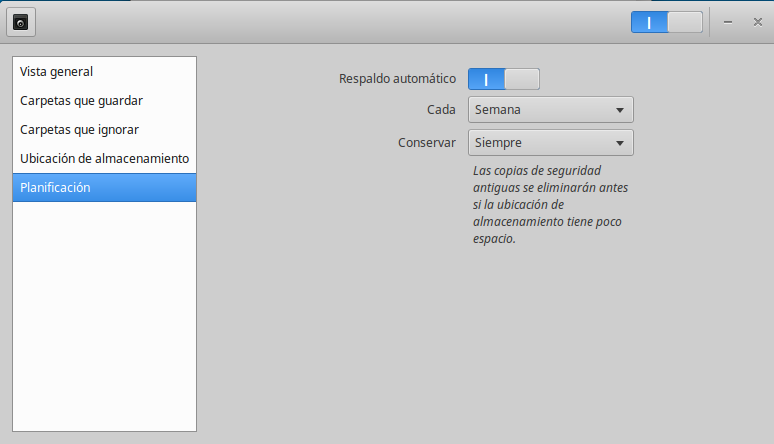 Vista general
Carpetas que guardar
Carpetas que ignorar
Ubicación de almacenamiento
Planificación
Respaldo automático
Cada Semana
Conservar Siempre
Las copias de seguridad
antiguas se eliminarán antes
si la ubicación de
almacenamiento tiene poco
espacio.